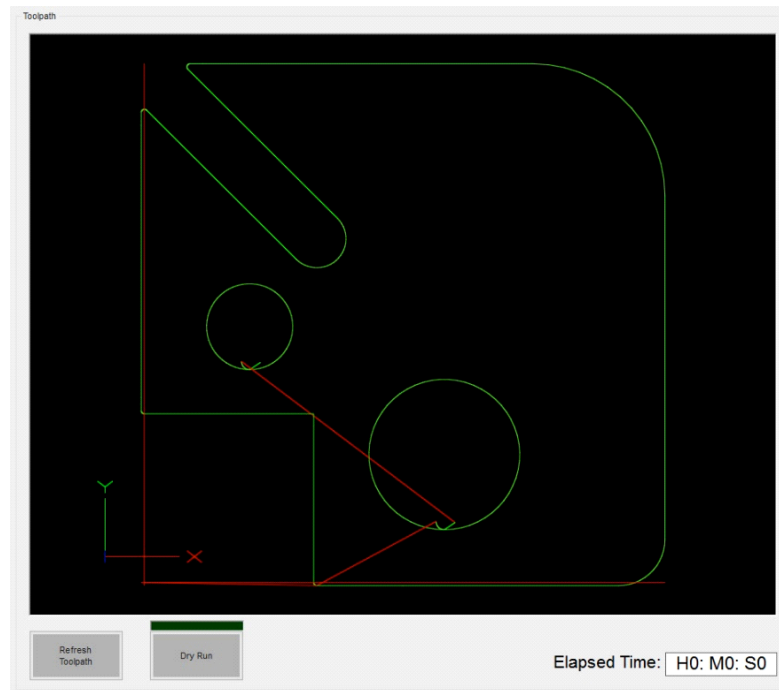 Toolpath
Y
X
Refresh
Toolpath
Dry Run
Elapsed Time: H0: M0: S0